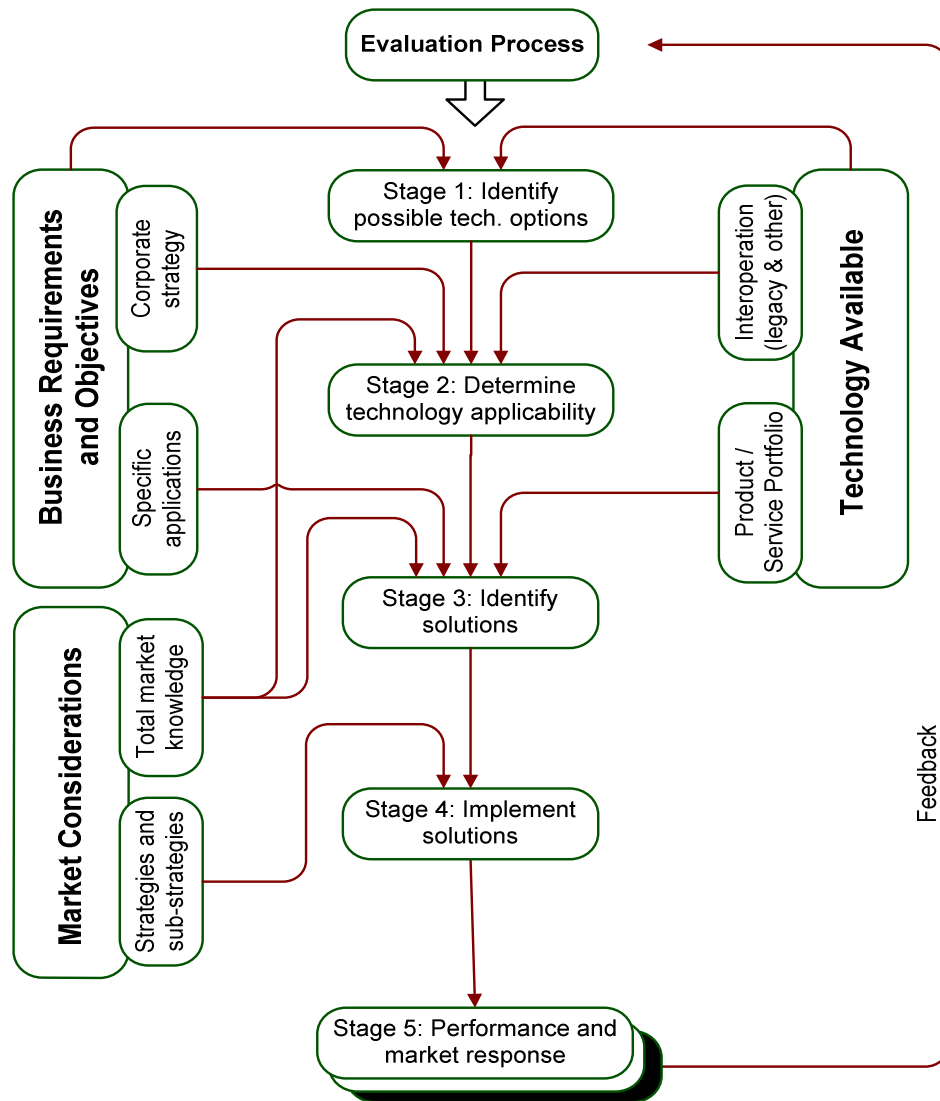 Evaluation Process
Stage 1: Identify
possible tech. options
Business Requirements
and Objectives
Corporate
strategy
Interoperation
(legacy & other)
Technology Available
Stage 2: Determine
technology applicability
Specific
applications
Product /
Service Portfolio
Stage 3: Identify
solutions
Market Considerations
Total market
knowledge
Stage 4: Implement
solutions
Strategies and
sub-strategies
Feedback
Stage 5: Performance and
market response